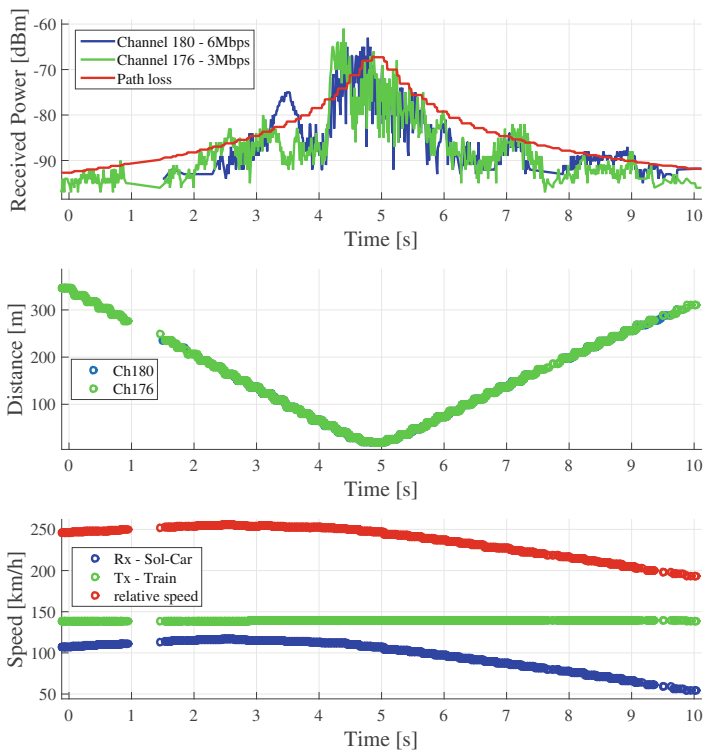 Received Power [dBm]
-60
-70
-80
-90
Channel 180 - 6Mbps
Channel 176 - 3Mbps
Path loss
0 1 2 3 4 5 6 7 8 9 10
Time [s]
Distance [m]
300
200
100
Ch180
Ch176
0 1 2 3 4 5 6 7 8 9 10
Time [s]
Speed [km/h]
250
200
150
100
50
Rx - Sol-Car
Tx - Train
relative speed
0 1 2 3 4 5 6 7 8 9 10
Time [s]